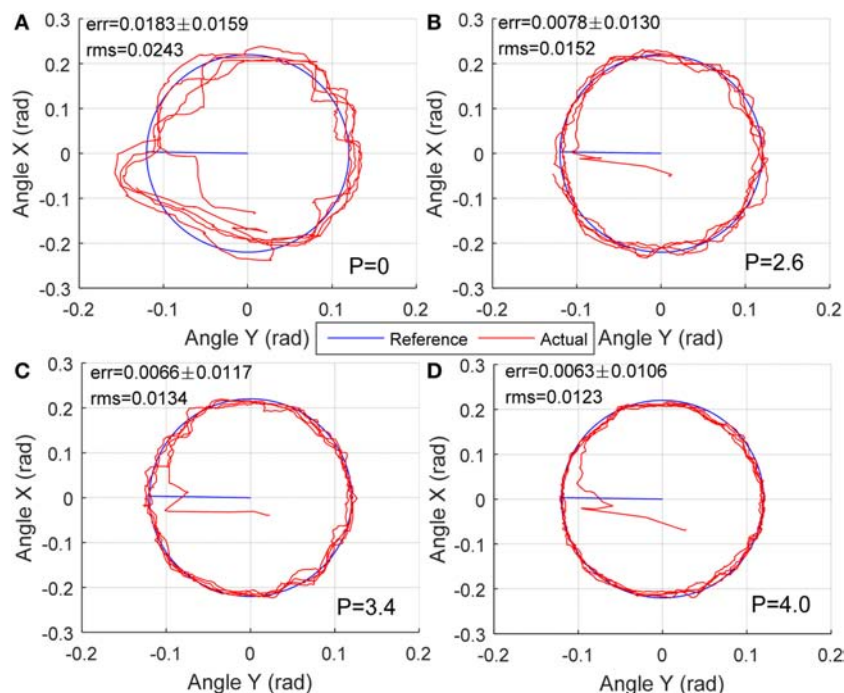 A
err=0.0183±0.0159
rms=0.0243
0.3
0.2
0.1
0
-0.1
-0.2
-0.3
-0.2
-0.1
0
0.1
0.2
Angle X (rad)
Angle Y (rad)
P=0
B
err=0.0078±0.0130
rms=0.0152
0.3
0.2
0.1
0
-0.1
-0.2
-0.3
-0.2
-0.1
0
0.1
0.2
Angle X (rad)
Angle Y (rad)
P=2.6
Reference
Actual
C
err=0.0066±0.0117
rms=0.0134
0.3
0.2
0.1
0
-0.1
-0.2
-0.3
-0.2
-0.1
0
0.1
0.2
Angle X (rad)
Angle Y (rad)
P=3.4
D
err=0.0063±0.0106
rms=0.0123
0.3
0.2
0.1
0
-0.1
-0.2
-0.3
-0.2
-0.1
0
0.1
0.2
Angle X (rad)
Angle Y (rad)
P=4.0